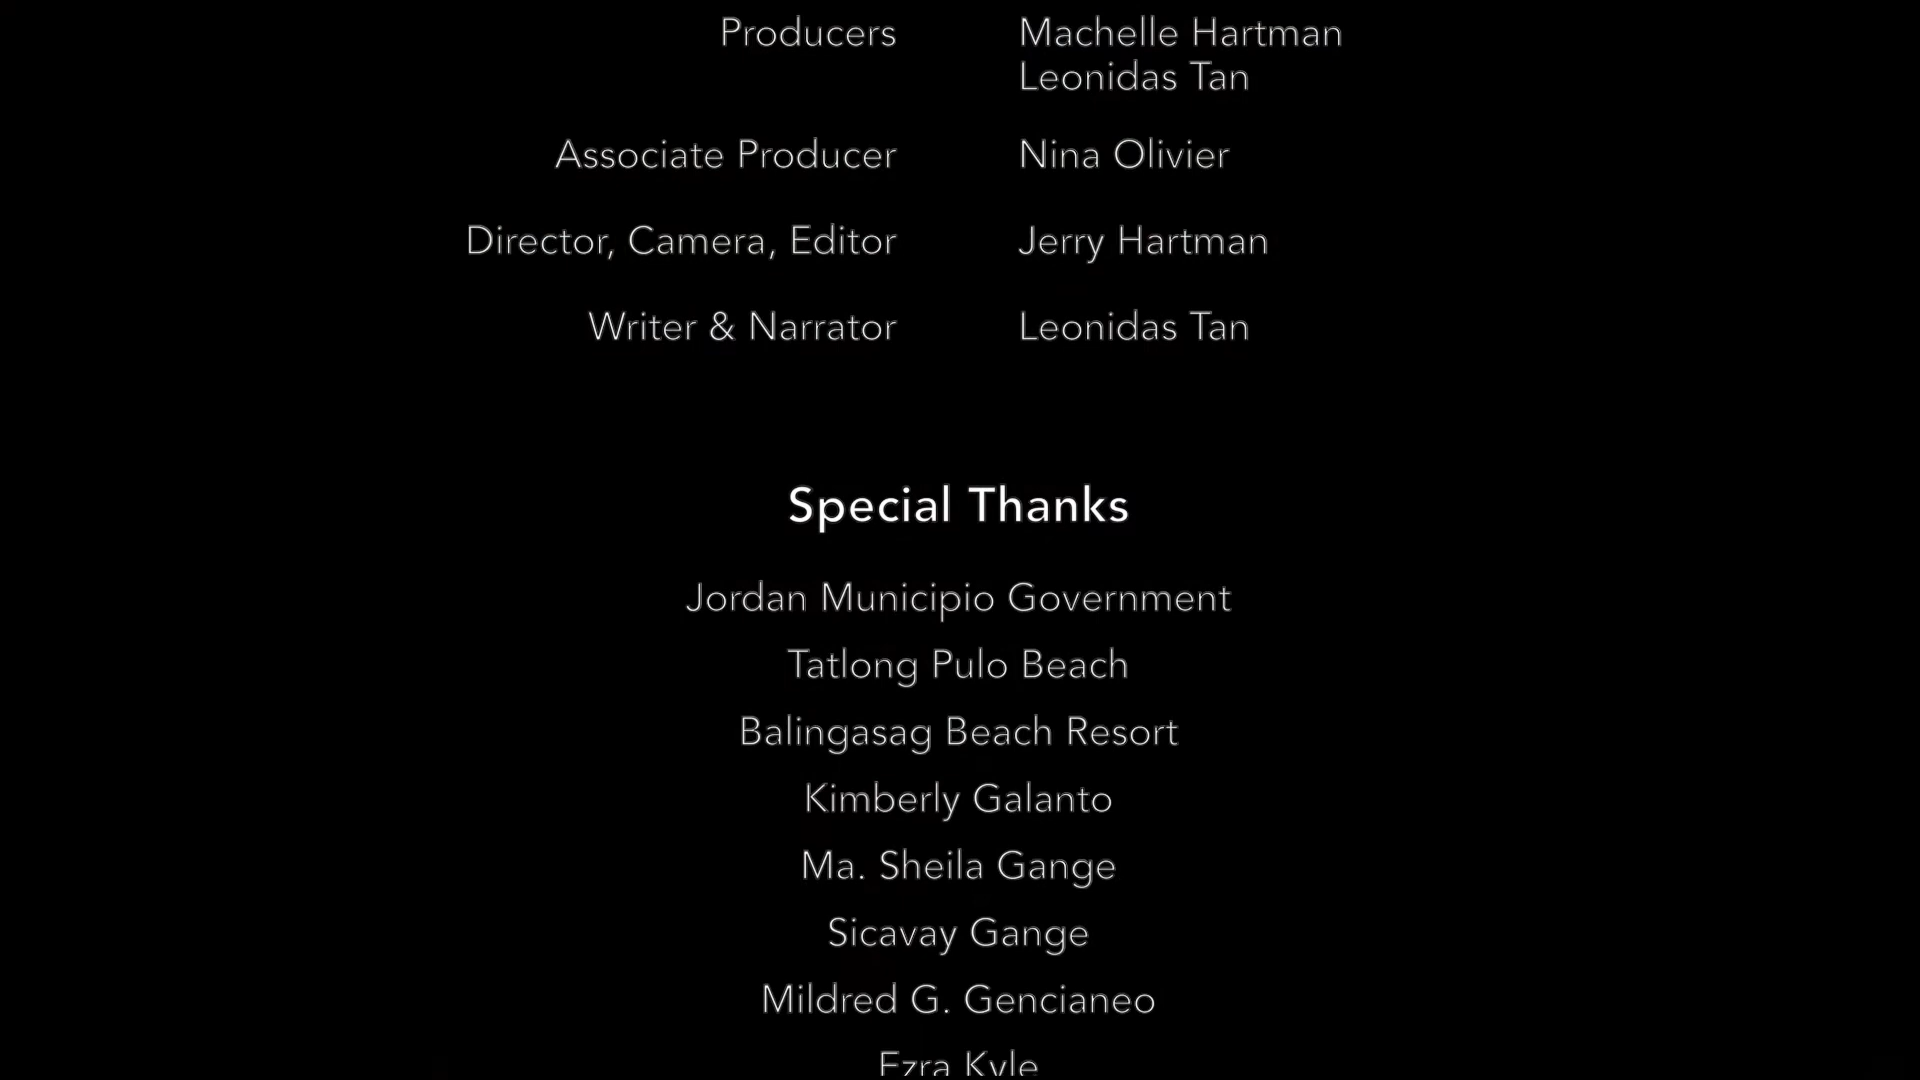 Producers Machelle Hartman
Leonidas Tan
Associate Producer Nina Olivier
Director, Camera, Editor Jerry Hartman
Writer & Narrator Leonidas Tan
Special Thanks
Jordan Municipio Government
Tatlong Pulo Beach
Balingasag Beach Resort
Kimberly Galanto
Ma. Sheila Gange
Sicavay Gange
Mildred G. Gencianeo
Ezra Kyle